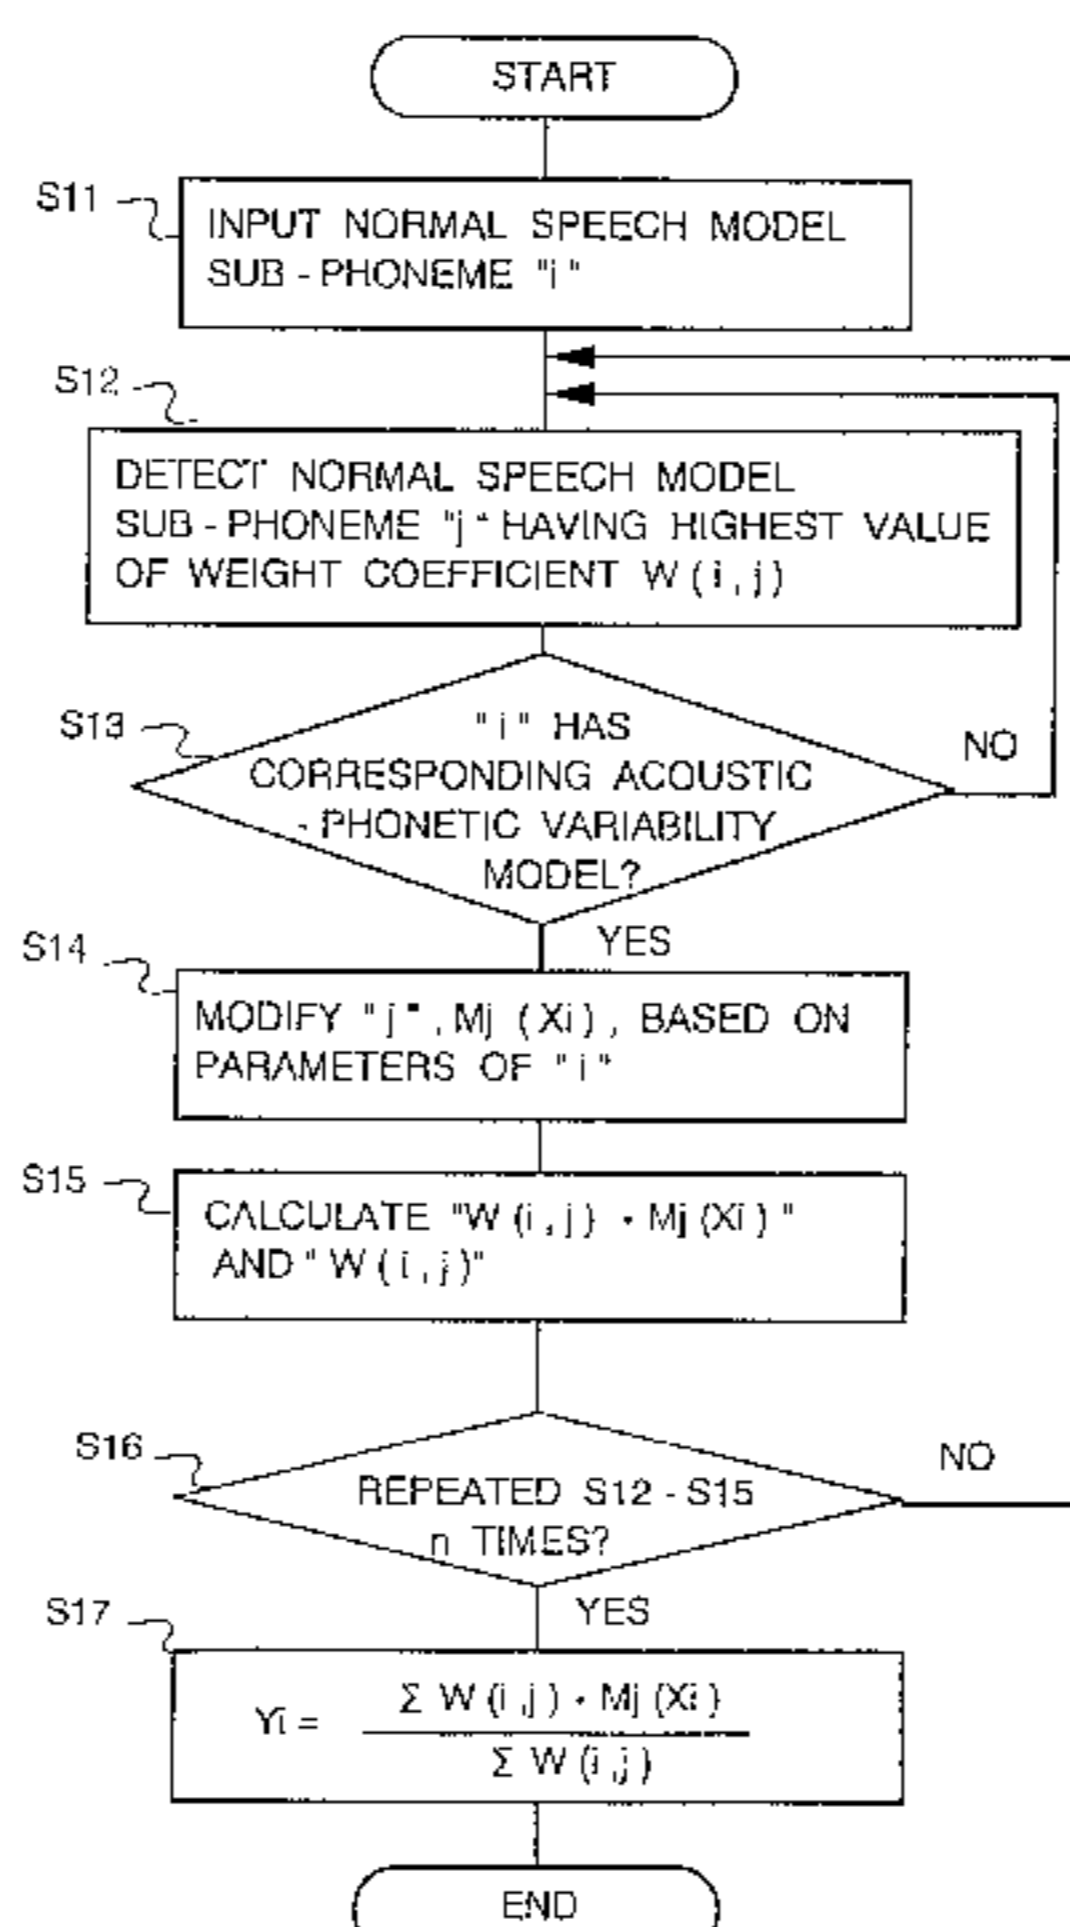 START
S11
INPUT NORMAL SPEECH MODEL
SUB - PHONEME "i"
S12
DETECT NORMAL SPEECH MODEL
SUB - PHONEME "j" HAVING HIGHEST VALUE
OF WEIGHT COEFFICIENT W ( i , j )
S13
"i" HAS
CORRESPONDING ACOUSTIC
- PHONETIC VARIABILITY
MODEL?
NO
YES
S14
MODIFY "j" , Mj ( Xi ) , BASED ON
PARAMETERS OF "i"
S15
CALCULATE "W ( i , j ) • Mj (Xi) "
AND " W ( i , j )"
S16
REPEATED S12 - S15
n TIMES?
NO
YES
S17
Σ W (i ,j ) • Mj (Xi )
Yi =
Σ W (i ,j )
END